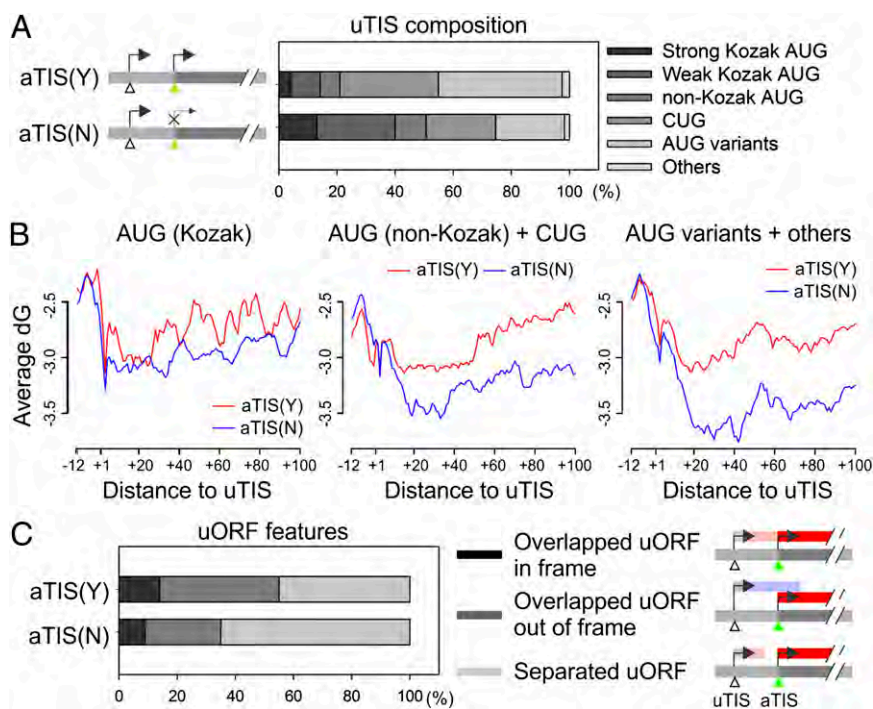 A
uTIS composition
aTIS(Y)
aTIS(N)
0 20 40 60 80 100 (%)
Strong Kozak AUG
Weak Kozak AUG
non-Kozak AUG
CUG
AUG variants
Others
B
AUG (Kozak)
AUG (non-Kozak) + CUG
AUG variants + others
Average dG
-2.5
-3.0
-3.5
aTIS(Y)
aTIS(N)
-12 +1 +20 +40 +60 +80 +100
Distance to uTIS
aTIS(Y) aTIS(N)
-2.5
-3.0
-3.5
-12 +1 +20 +40 +60 +80 +100
Distance to uTIS
aTIS(Y)
aTIS(N)
-2.5
-3.0
-3.5
-12 +1 +20 +40 +60 +80 +100
Distance to uTIS
C
uORF features
aTIS(Y)
aTIS(N)
0 20 40 60 80 100 (%)
Overlapped uORF
in frame
Overlapped uORF
out of frame
Separated uORF
uTIS aTIS